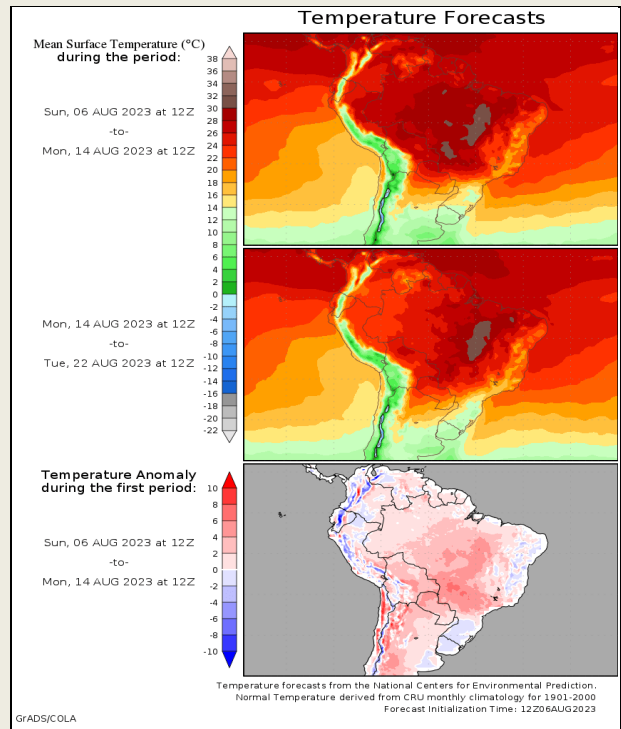 Temperature Forecasts
Mean Surface Temperature (°C)
during the period:
38
36
34
32
30
28
26
24
22
20
18
16
14
12
10
8
6
4
2
0
-2
-4
-6
-8
-10
-12
-14
-16
-18
-20
-22
Sun, 06 AUG 2023 at 12Z
-to-
Mon, 14 AUG 2023 at 12Z
Mon, 14 AUG 2023 at 12Z
-to-
Tue, 22 AUG 2023 at 12Z
Temperature Anomaly
during the first period:
10
8
6
4
2
0
-2
-4
-6
-8
-10
Sun, 06 AUG 2023 at 12Z
-to-
Mon, 14 AUG 2023 at 12Z
Temperature forecasts from the National Centers for Environmental Prediction.
Normal Temperature derived from CRU monthly climatology for 1901-2000
Forecast Initialization Time: 12Z06AUG2023
GrADS/COLA